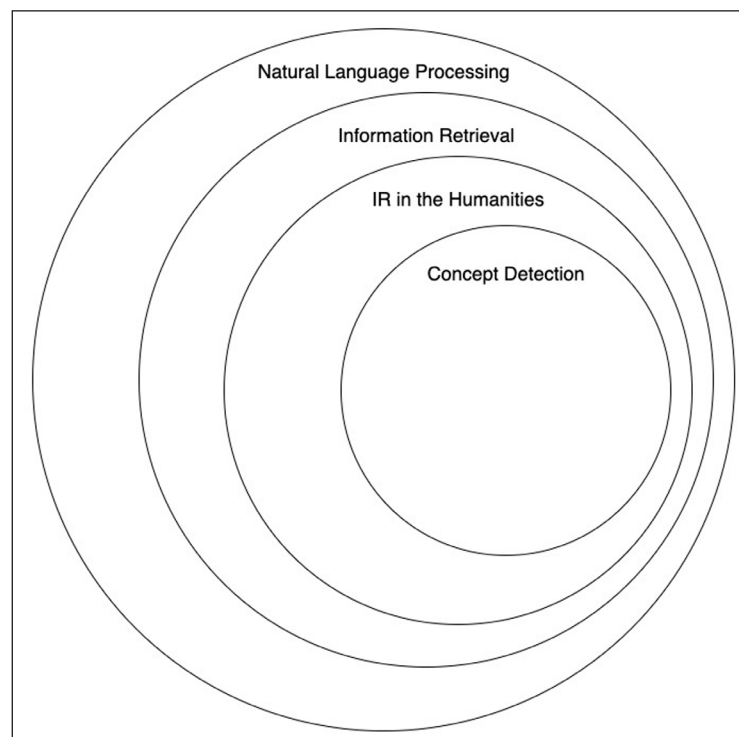 Natural Language Processing
Information Retrieval
IR in the Humanities
Concept Detection